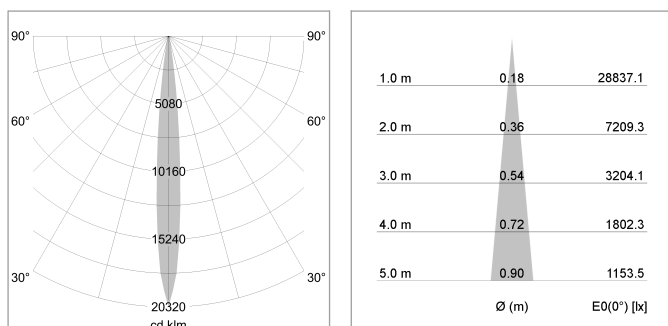 90° 90°
5080
60° 60°
10160
15240
30° 30°
20320
cd klm
1.0 m 0.18 28837.1
2.0 m 0.36 7209.3
3.0 m 0.54 3204.1
4.0 m 0.72 1802.3
5.0 m 0.90 1153.5
Ø (m) E0(0°) [lx]